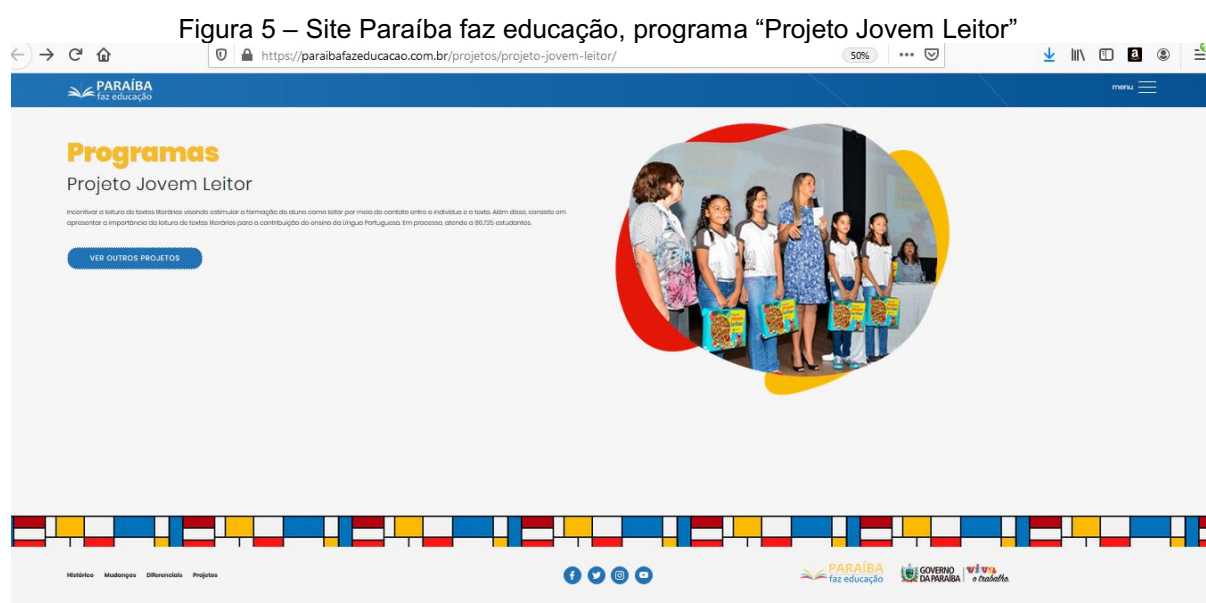 Figura 5 – Site Paraíba faz educação, programa “Projeto Jovem Leitor”
https://paraibafazeducacao.com.br/projetos/projeto-jovem-leitor/
50%
PARAÍBA
faz educação
menu
Programas
Projeto Jovem Leitor
Incentivar a leitura de textos literários visando estimular a formação do aluno como leitor por meio do contato entre o indivíduo e o texto. Além disso, consiste em
apresentar a importância da leitura de textos literários para a contribuição do ensino da Língua Portuguesa. Em processo, atende a 86.725 estudantes.
VER OUTROS PROJETOS
Histórico Mudanças Diferenciais Projetos
PARAÍBA
faz educação
GOVERNO
DA PARAÍBA
viva
o trabalho.